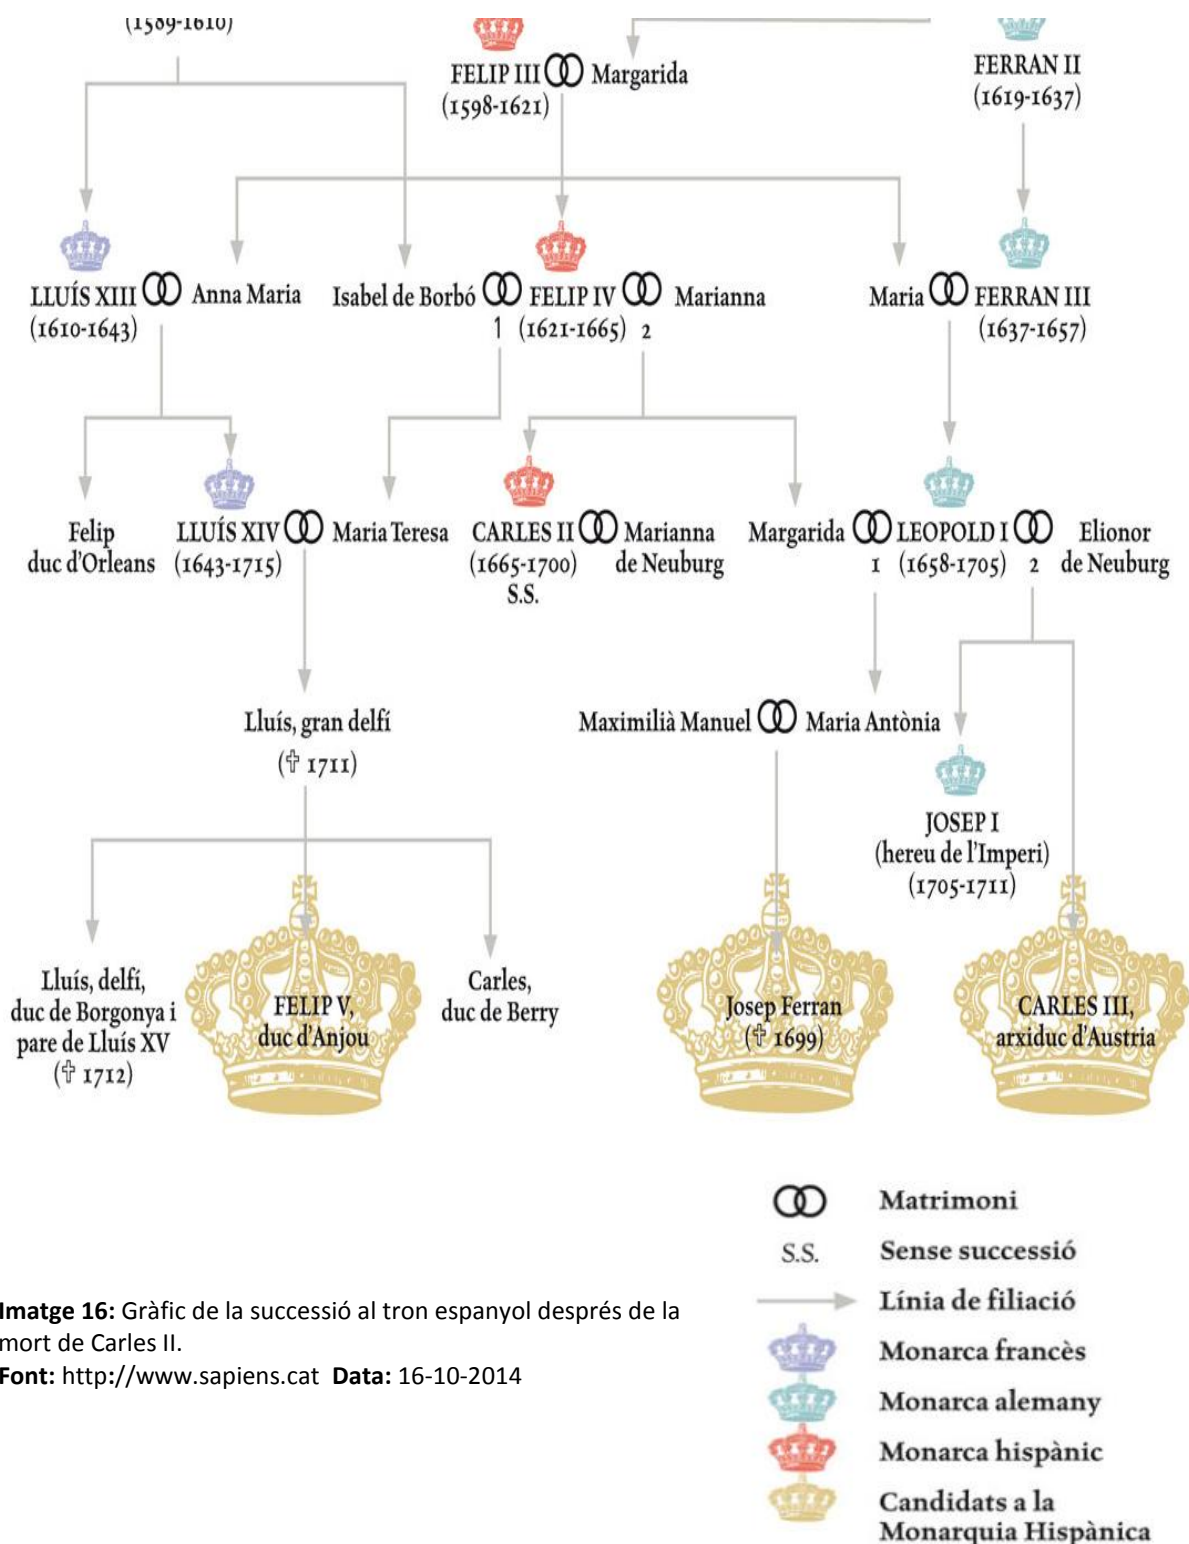 (1589-1610)
FELIP III
(1598-1621)
Margarida
FERRAN II
(1619-1637)
LLUÍS XIII
(1610-1643)
Anna Maria
Isabel de Borbó
1
FELIP IV
(1621-1665)
2
Marianna
Maria
FERRAN III
(1637-1657)
Felip
duc d'Orleans
LLUÍS XIV
(1643-1715)
Maria Teresa
CARLES II
(1665-1700)
S.S.
Marianna
de Neuburg
Margarida
1
LEOPOLD I
(1658-1705)
2
Elionor
de Neuburg
Lluís, gran delfí
(✝ 1711)
Maximilià Manuel
Maria Antònia
JOSEP I
(hereu de l'Imperi)
(1705-1711)
Lluís, delfí,
duc de Borgonya i
pare de Lluís XV
(✝ 1712)
FELIP V,
duc d'Anjou
Carles,
duc de Berry
Josep Ferran
(✝ 1699)
CARLES III,
arxiduc d'Austria
Matrimoni
S.S. Sense successió
Línia de filiació
Monarca francès
Monarca alemany
Monarca hispànic
Candidats a la
Monarquia Hispànica
Imatge 16: Gràfic de la successió al tron espanyol després de la
mort de Carles II.
Font: http://www.sapiens.cat Data: 16-10-2014